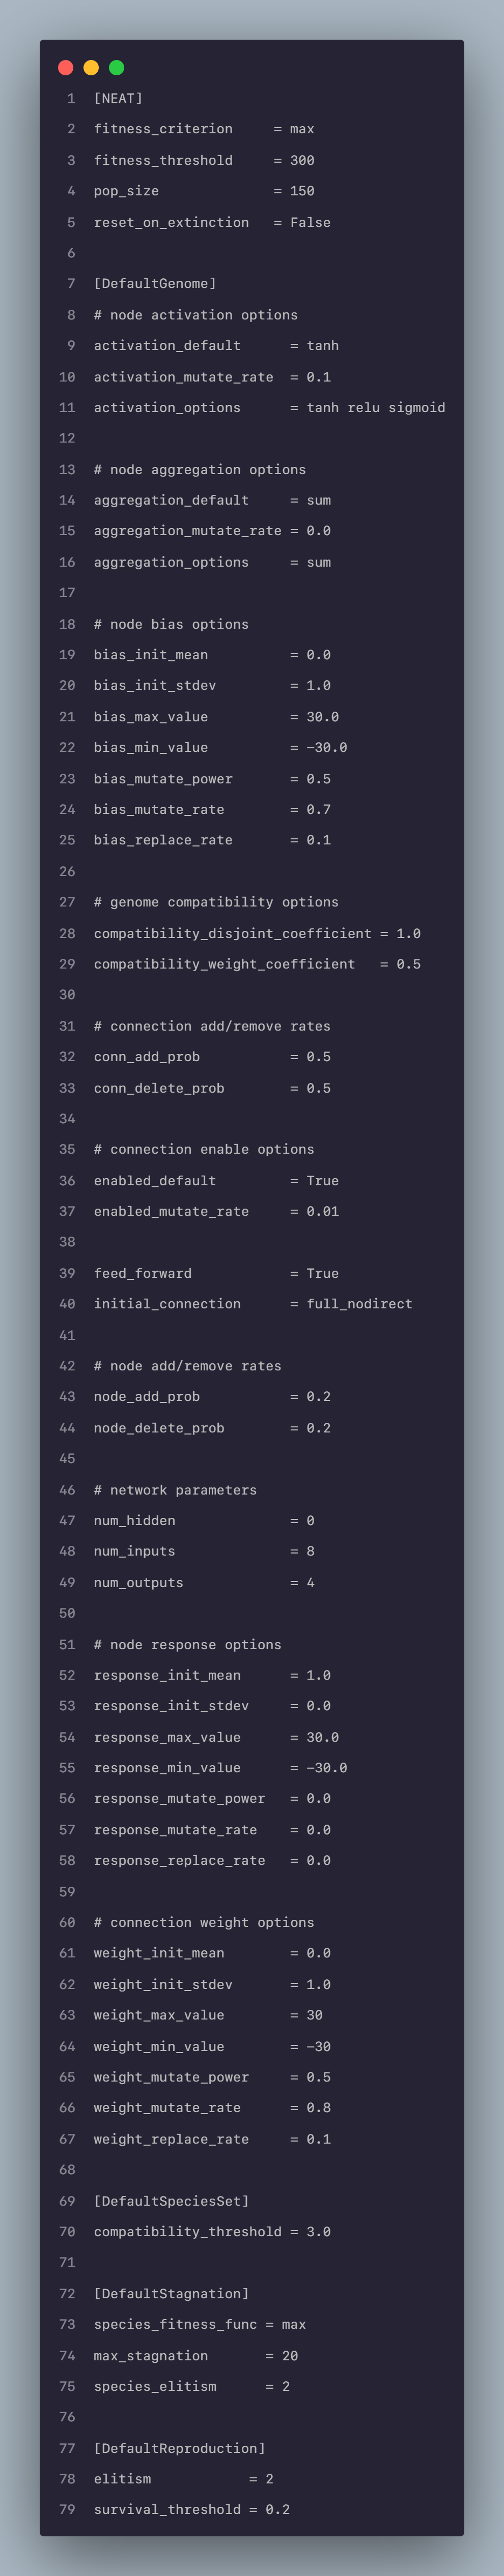 1 [NEAT]
2 fitness_criterion     = max
3 fitness_threshold     = 300
4 pop_size              = 150
5 reset_on_extinction   = False
6
7 [DefaultGenome]
8 # node activation options
9 activation_default      = tanh
10 activation_mutate_rate  = 0.1
11 activation_options      = tanh relu sigmoid
12
13 # node aggregation options
14 aggregation_default     = sum
15 aggregation_mutate_rate = 0.0
16 aggregation_options     = sum
17
18 # node bias options
19 bias_init_mean          = 0.0
20 bias_init_stdev         = 1.0
21 bias_max_value          = 30.0
22 bias_min_value          = -30.0
23 bias_mutate_power       = 0.5
24 bias_mutate_rate        = 0.7
25 bias_replace_rate       = 0.1
26
27 # genome compatibility options
28 compatibility_disjoint_coefficient = 1.0
29 compatibility_weight_coefficient   = 0.5
30
31 # connection add/remove rates
32 conn_add_prob           = 0.5
33 conn_delete_prob        = 0.5
34
35 # connection enable options
36 enabled_default         = True
37 enabled_mutate_rate     = 0.01
38
39 feed_forward            = True
40 initial_connection      = full_nodirect
41
42 # node add/remove rates
43 node_add_prob           = 0.2
44 node_delete_prob        = 0.2
45
46 # network parameters
47 num_hidden              = 0
48 num_inputs              = 8
49 num_outputs             = 4
50
51 # node response options
52 response_init_mean      = 1.0
53 response_init_stdev     = 0.0
54 response_max_value      = 30.0
55 response_min_value      = -30.0
56 response_mutate_power   = 0.0
57 response_mutate_rate    = 0.0
58 response_replace_rate   = 0.0
59
60 # connection weight options
61 weight_init_mean        = 0.0
62 weight_init_stdev       = 1.0
63 weight_max_value        = 30
64 weight_min_value        = -30
65 weight_mutate_power     = 0.5
66 weight_mutate_rate      = 0.8
67 weight_replace_rate     = 0.1
68
69 [DefaultSpeciesSet]
70 compatibility_threshold = 3.0
71
72 [DefaultStagnation]
73 species_fitness_func = max
74 max_stagnation       = 20
75 species_elitism      = 2
76
77 [DefaultReproduction]
78 elitism            = 2
79 survival_threshold = 0.2